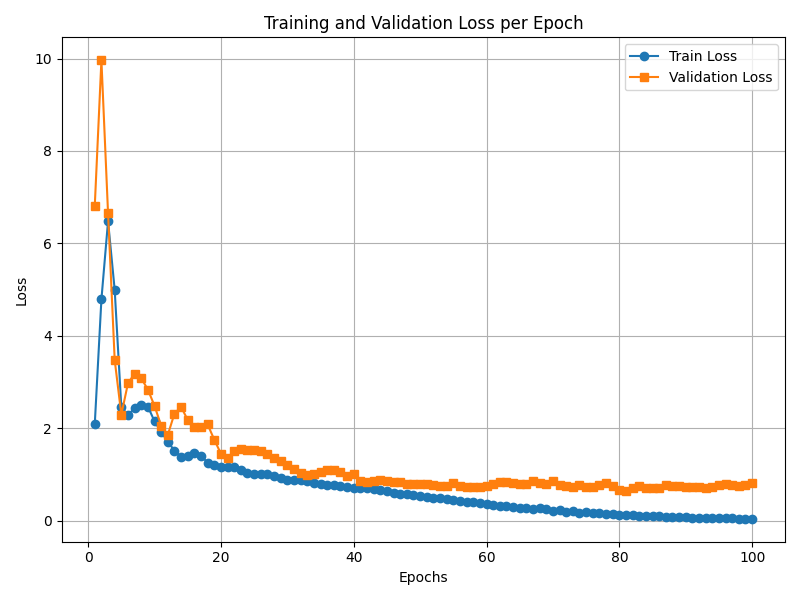 Training and Validation Loss per Epoch
Train Loss
Validation Loss
Loss
10
8
6
4
2
0
0 20 40 60 80 100
Epochs